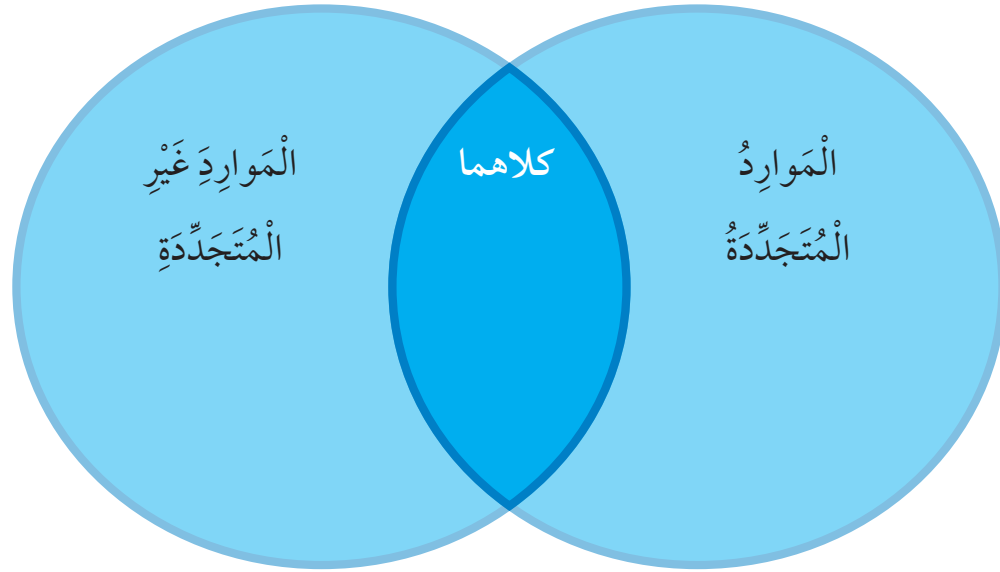 الْمَوارِدُ
الْمُتَجَدِّدَةُ
كلاهما
الْمَوارِدَِ غَيْرِ
الْمُتَجَدِّدَةِ